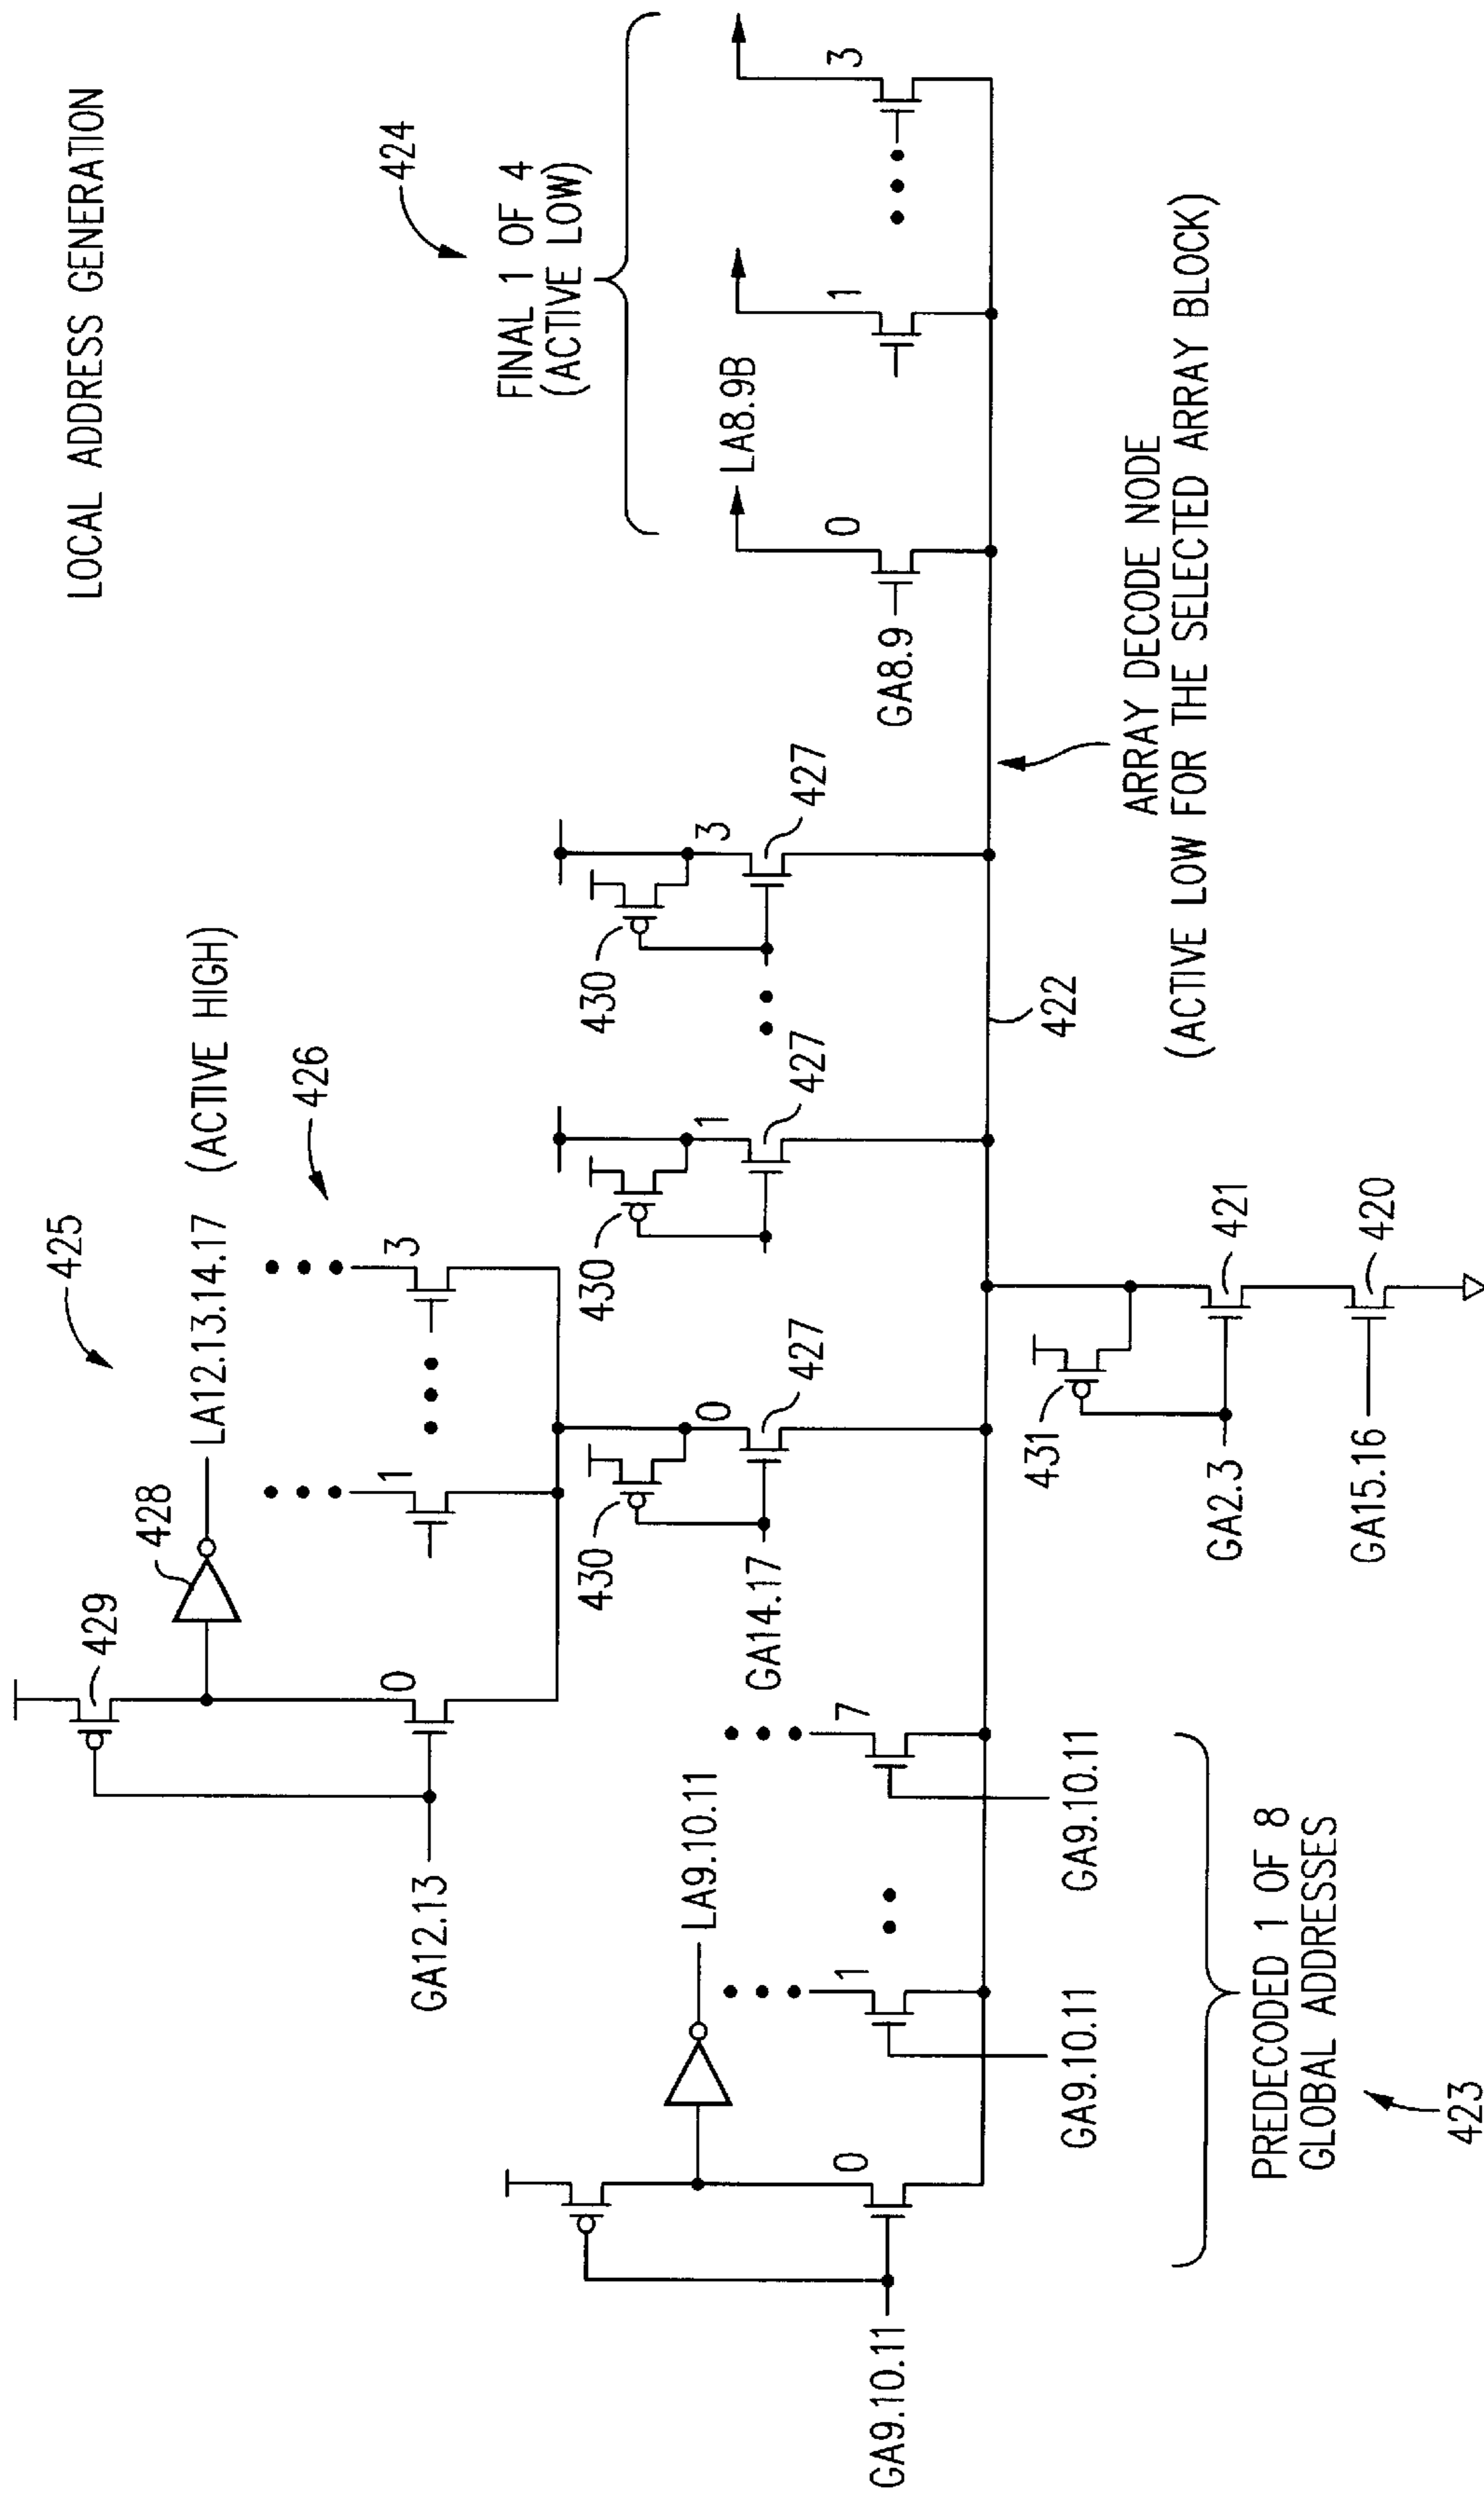 LOCAL ADDRESS GENERATION
425
LA12.13.14.17 (ACTIVE HIGH)
428
429
426
424
FINAL 1 OF 4
(ACTIVE LOW)
0
1
3
GA12.13
430
430
430
0
1
3
GA14.17
427
427
427
LA9.10.11
LA8.9B
0
1
7
0
1
3
GA9.10.11
GA8.9
431
422
GA9.10.11
GA9.10.11
ARRAY DECODE NODE
(ACTIVE LOW FOR THE SELECTED ARRAY BLOCK)
GA2.3
421
PREDECODED 1 OF 8
GLOBAL ADDRESSES
GA15.16
420
423